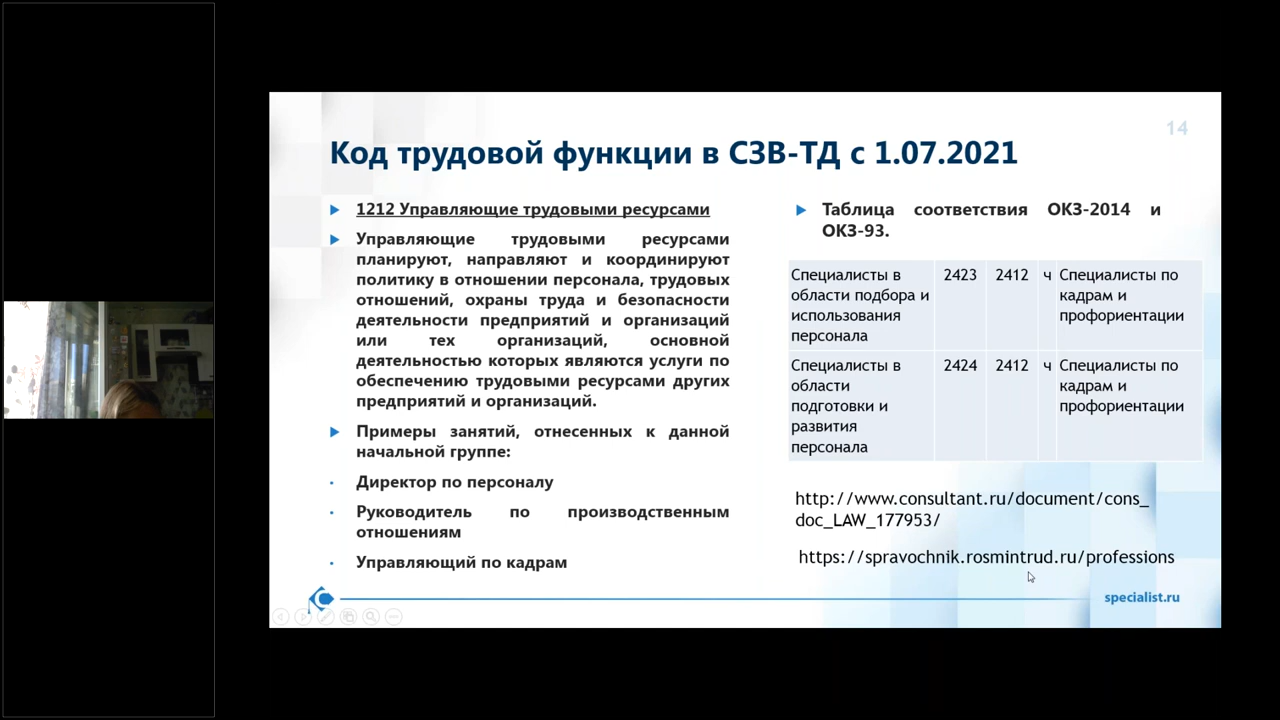 14
Код трудовой функции в СЗВ-ТД с 1.07.2021
1212 Управляющие трудовыми ресурсами
Управляющие трудовыми ресурсами
планируют, направляют и координируют
политику в отношении персонала, трудовых
отношений, охраны труда и безопасности
деятельности предприятий и организаций
или тех организаций, основной
деятельностью которых являются услуги по
обеспечению трудовыми ресурсами других
предприятий и организаций.
Примеры занятий, отнесенных к данной
начальной группе:
Директор по персоналу
Руководитель по производственным
отношениям
Управляющий по кадрам
Таблица соответствия ОКЗ-2014 и
ОКЗ-93.
Специалисты в 2423 2412 ч Специалисты по
области подбора и кадрам и
использования профориентации
персонала
Специалисты в 2424 2412 ч Специалисты по
области кадрам и
подготовки и профориентации
развития
персонала
http://www.consultant.ru/document/cons_
doc_LAW_177953/
https://spravochnik.rosmintrud.ru/professions
specialist.ru